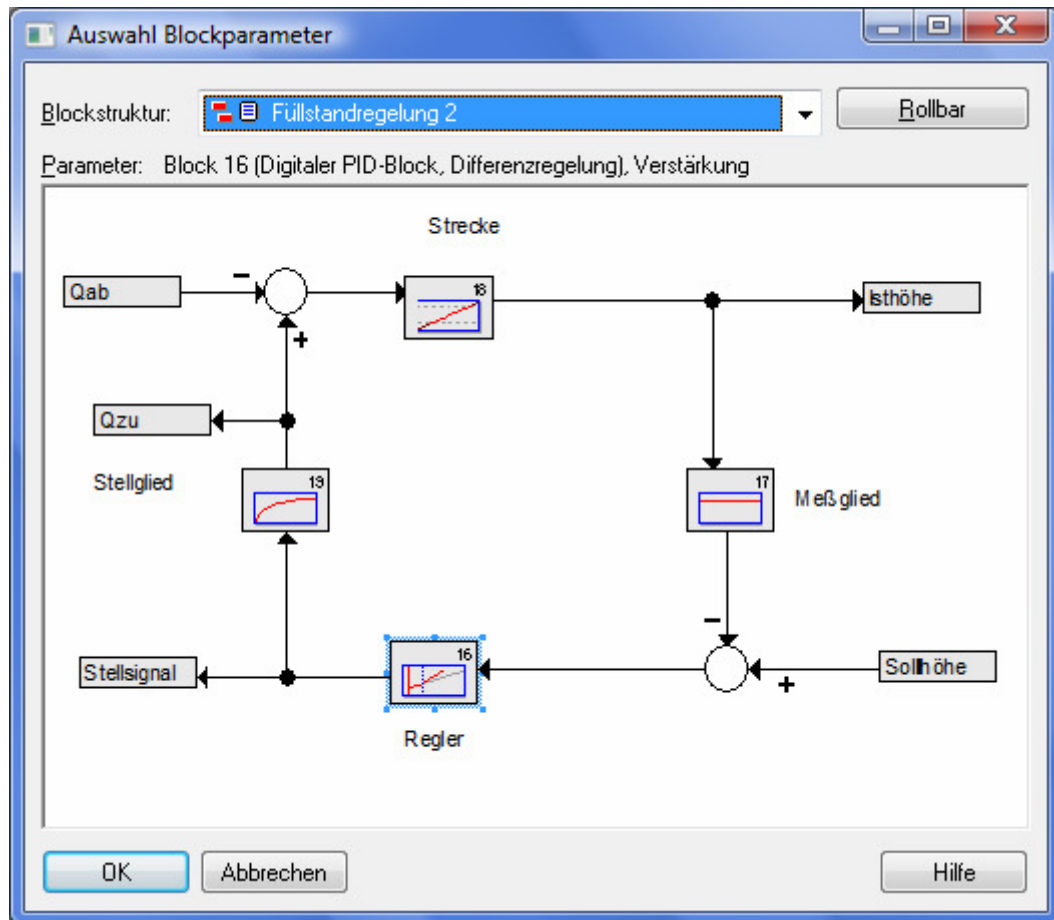 Auswahl Blockparameter
Blockstruktur: Füllstandregelung 2 Rollbar
Parameter: Block 16 (Digitaler PID-Block, Differenzregelung), Verstärkung
Strecke
Qab
-
18
Isthöhe
+
Qzu
Stellglied
19
17
Meßglied
-
Stellsignal
16
Sollhöhe
+
Regler
OK Abbrechen Hilfe